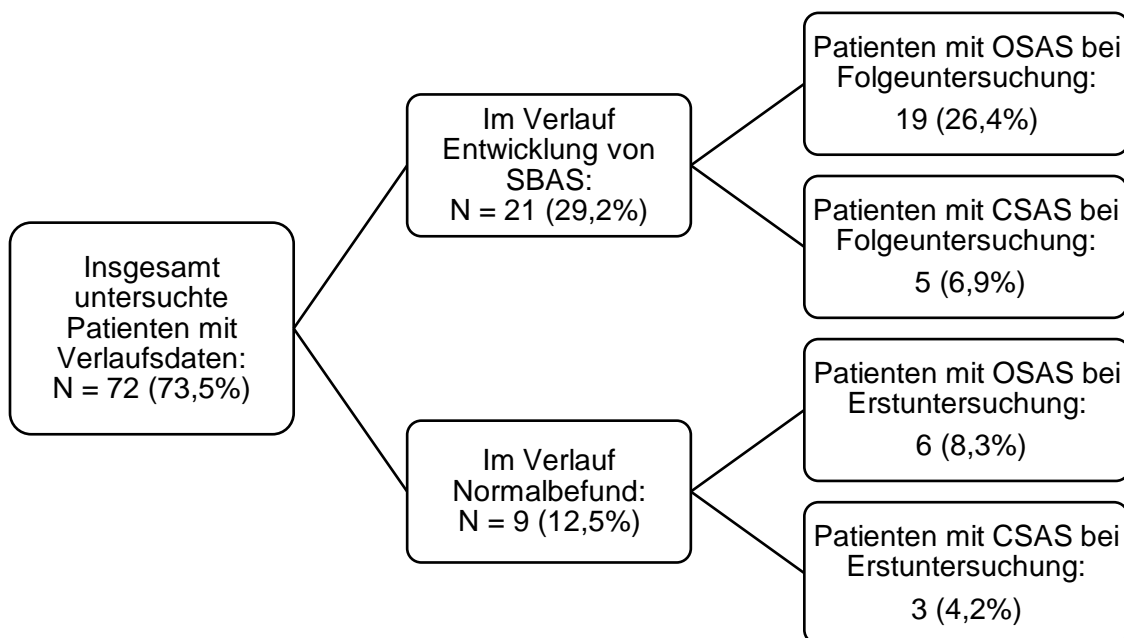 Insgesamt
untersuchte
Patienten mit
Verlaufsdaten:
N = 72 (73,5%)
Im Verlauf
Entwicklung von
SBAS:
N = 21 (29,2%)
Patienten mit OSAS bei
Folgeuntersuchung:
19 (26,4%)
Patienten mit CSAS bei
Folgeuntersuchung:
5 (6,9%)
Im Verlauf
Normalbefund:
N = 9 (12,5%)
Patienten mit OSAS bei
Erstuntersuchung:
6 (8,3%)
Patienten mit CSAS bei
Erstuntersuchung:
3 (4,2%)